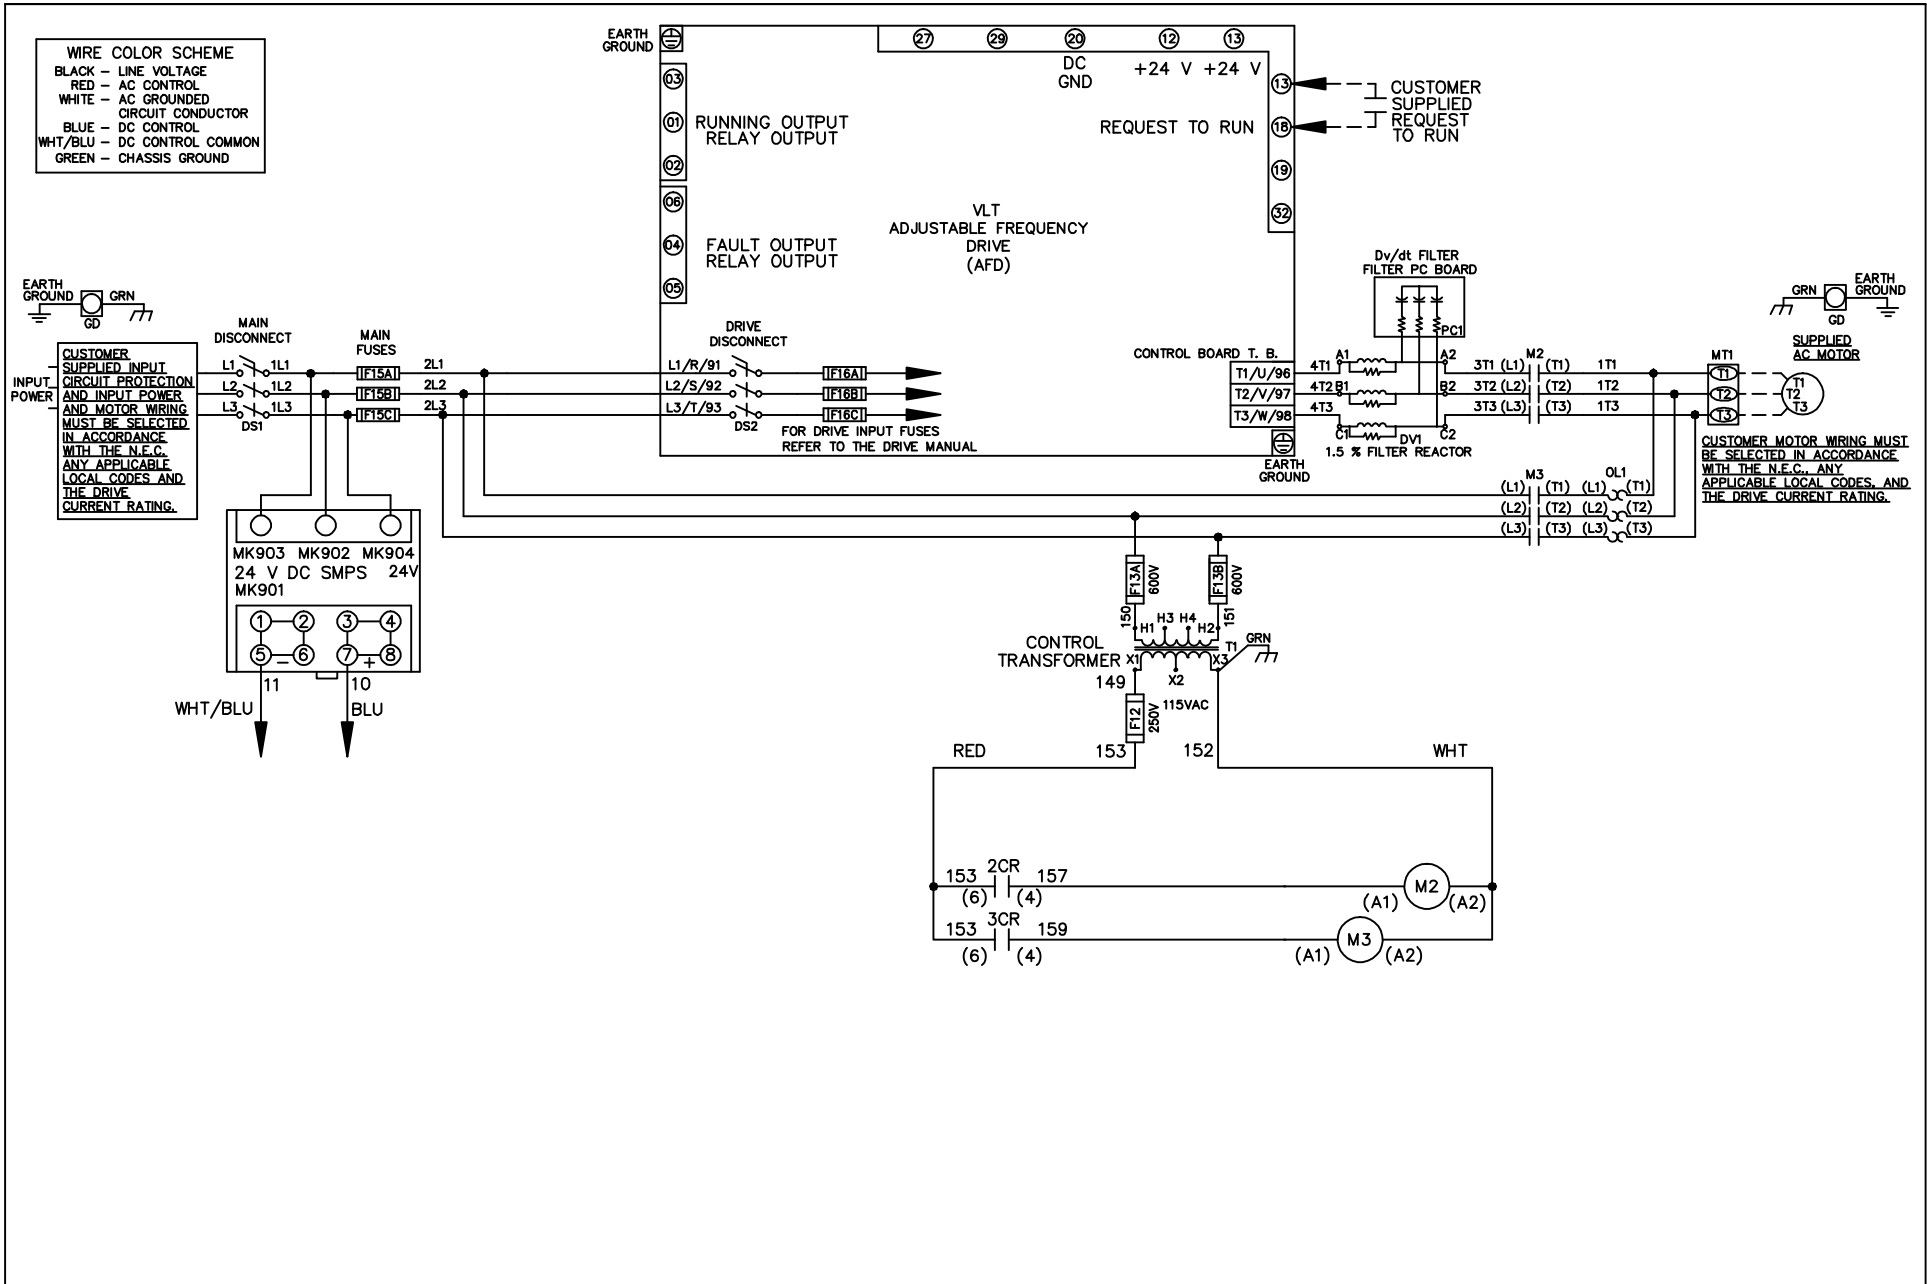 WIRE COLOR SCHEME
BLACK – LINE VOLTAGE
RED – AC CONTROL
WHITE – AC GROUNDED
CIRCUIT CONDUCTOR
BLUE – DC CONTROL
WHT/BLU – DC CONTROL COMMON
GREEN – CHASSIS GROUND
EARTH
GROUND
27 29 20 12 13
DC
GND
+24 V +24 V
03
01
02
RUNNING OUTPUT
RELAY OUTPUT
06
04
05
FAULT OUTPUT
RELAY OUTPUT
VLT
ADJUSTABLE FREQUENCY
DRIVE
(AFD)
REQUEST TO RUN
13
18
19
32
CUSTOMER
SUPPLIED
REQUEST
TO RUN
EARTH
GROUND
GRN
GD
INPUT
POWER
CUSTOMER
SUPPLIED INPUT
CIRCUIT PROTECTION
AND INPUT POWER
AND MOTOR WIRING
MUST BE SELECTED
IN ACCORDANCE
WITH THE N.E.C.
ANY APPLICABLE
LOCAL CODES AND
THE DRIVE
CURRENT RATING.
MAIN
DISCONNECT
L1 1L1
L2 1L2
L3 1L3
DS1
MAIN
FUSES
F15A 2L1
F15B 2L2
F15C 2L3
DRIVE
DISCONNECT
L1/R/91 F16A
L2/S/92 F16B
L3/T/93 F16C
DS2
FOR DRIVE INPUT FUSES
REFER TO THE DRIVE MANUAL
CONTROL BOARD T. B.
T1/U/96
T2/V/97
T3/W/98
EARTH
GROUND
Dv/dt FILTER
FILTER PC BOARD
PC1
4T1 A1 A2
4T2 B1 B2
4T3 C1 C2
DV1
1.5 % FILTER REACTOR
M2
3T1 (L1) (T1) 1T1
3T2 (L2) (T2) 1T2
3T3 (L3) (T3) 1T3
MT1
T1
T2
T3
T1
T2
T3
GRN
EARTH
GROUND
GD
SUPPLIED
AC MOTOR
CUSTOMER MOTOR WIRING MUST
BE SELECTED IN ACCORDANCE
WITH THE N.E.C., ANY
APPLICABLE LOCAL CODES, AND
THE DRIVE CURRENT RATING.
M3 OL1
(L1) (T1) (L1) (T1)
(L2) (T2) (L2) (T2)
(L3) (T3) (L3) (T3)
MK903 MK902 MK904
24 V DC SMPS 24V
MK901
1 2 3 4
5 – 6 7 + 8
11 10
WHT/BLU BLU
F13A 600V
F13B 600V
150 151
H1 H3 H4 H2
CONTROL
TRANSFORMER
X1 X2 X3
T1
GRN
149
115VAC
F12 250V
153 152
RED WHT
153 2CR 157
(6) (4)
M2
(A1) (A2)
153 3CR 159
(6) (4)
M3
(A1) (A2)